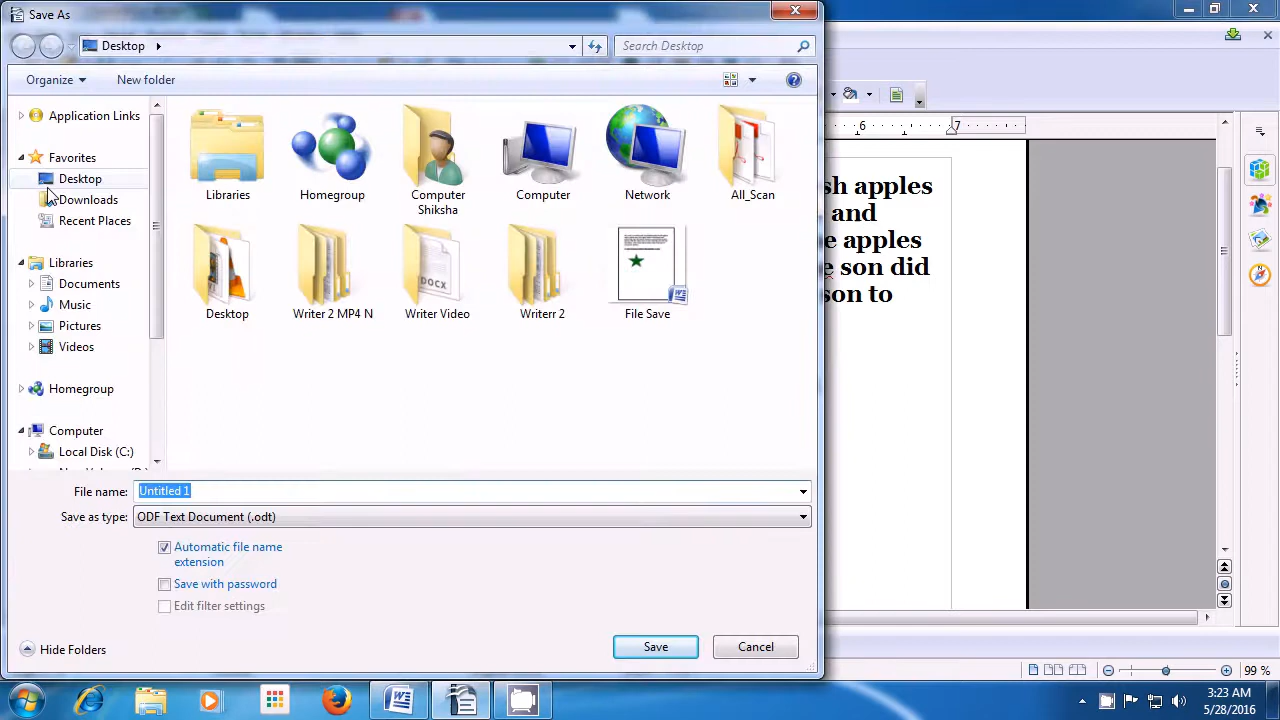 Save As
Desktop
Search Desktop
Organize
New folder
Application Links
Favorites
Desktop
Downloads
Recent Places
Libraries
Documents
Music
Pictures
Videos
Homegroup
Computer
Local Disk (C:)
Libraries
Homegroup
Computer
Shiksha
Computer
Network
All_Scan
Desktop
Writer 2 MP4 N
DOCX
Writer Video
Writerr 2
File Save
File name:
Untitled 1
Save as type:
ODF Text Document (.odt)
Automatic file name
extension
Save with password
Edit filter settings
Hide Folders
Save
Cancel
6
7
sh apples
and
e apples
e son did
son to
99 %
3:23 AM
5/28/2016